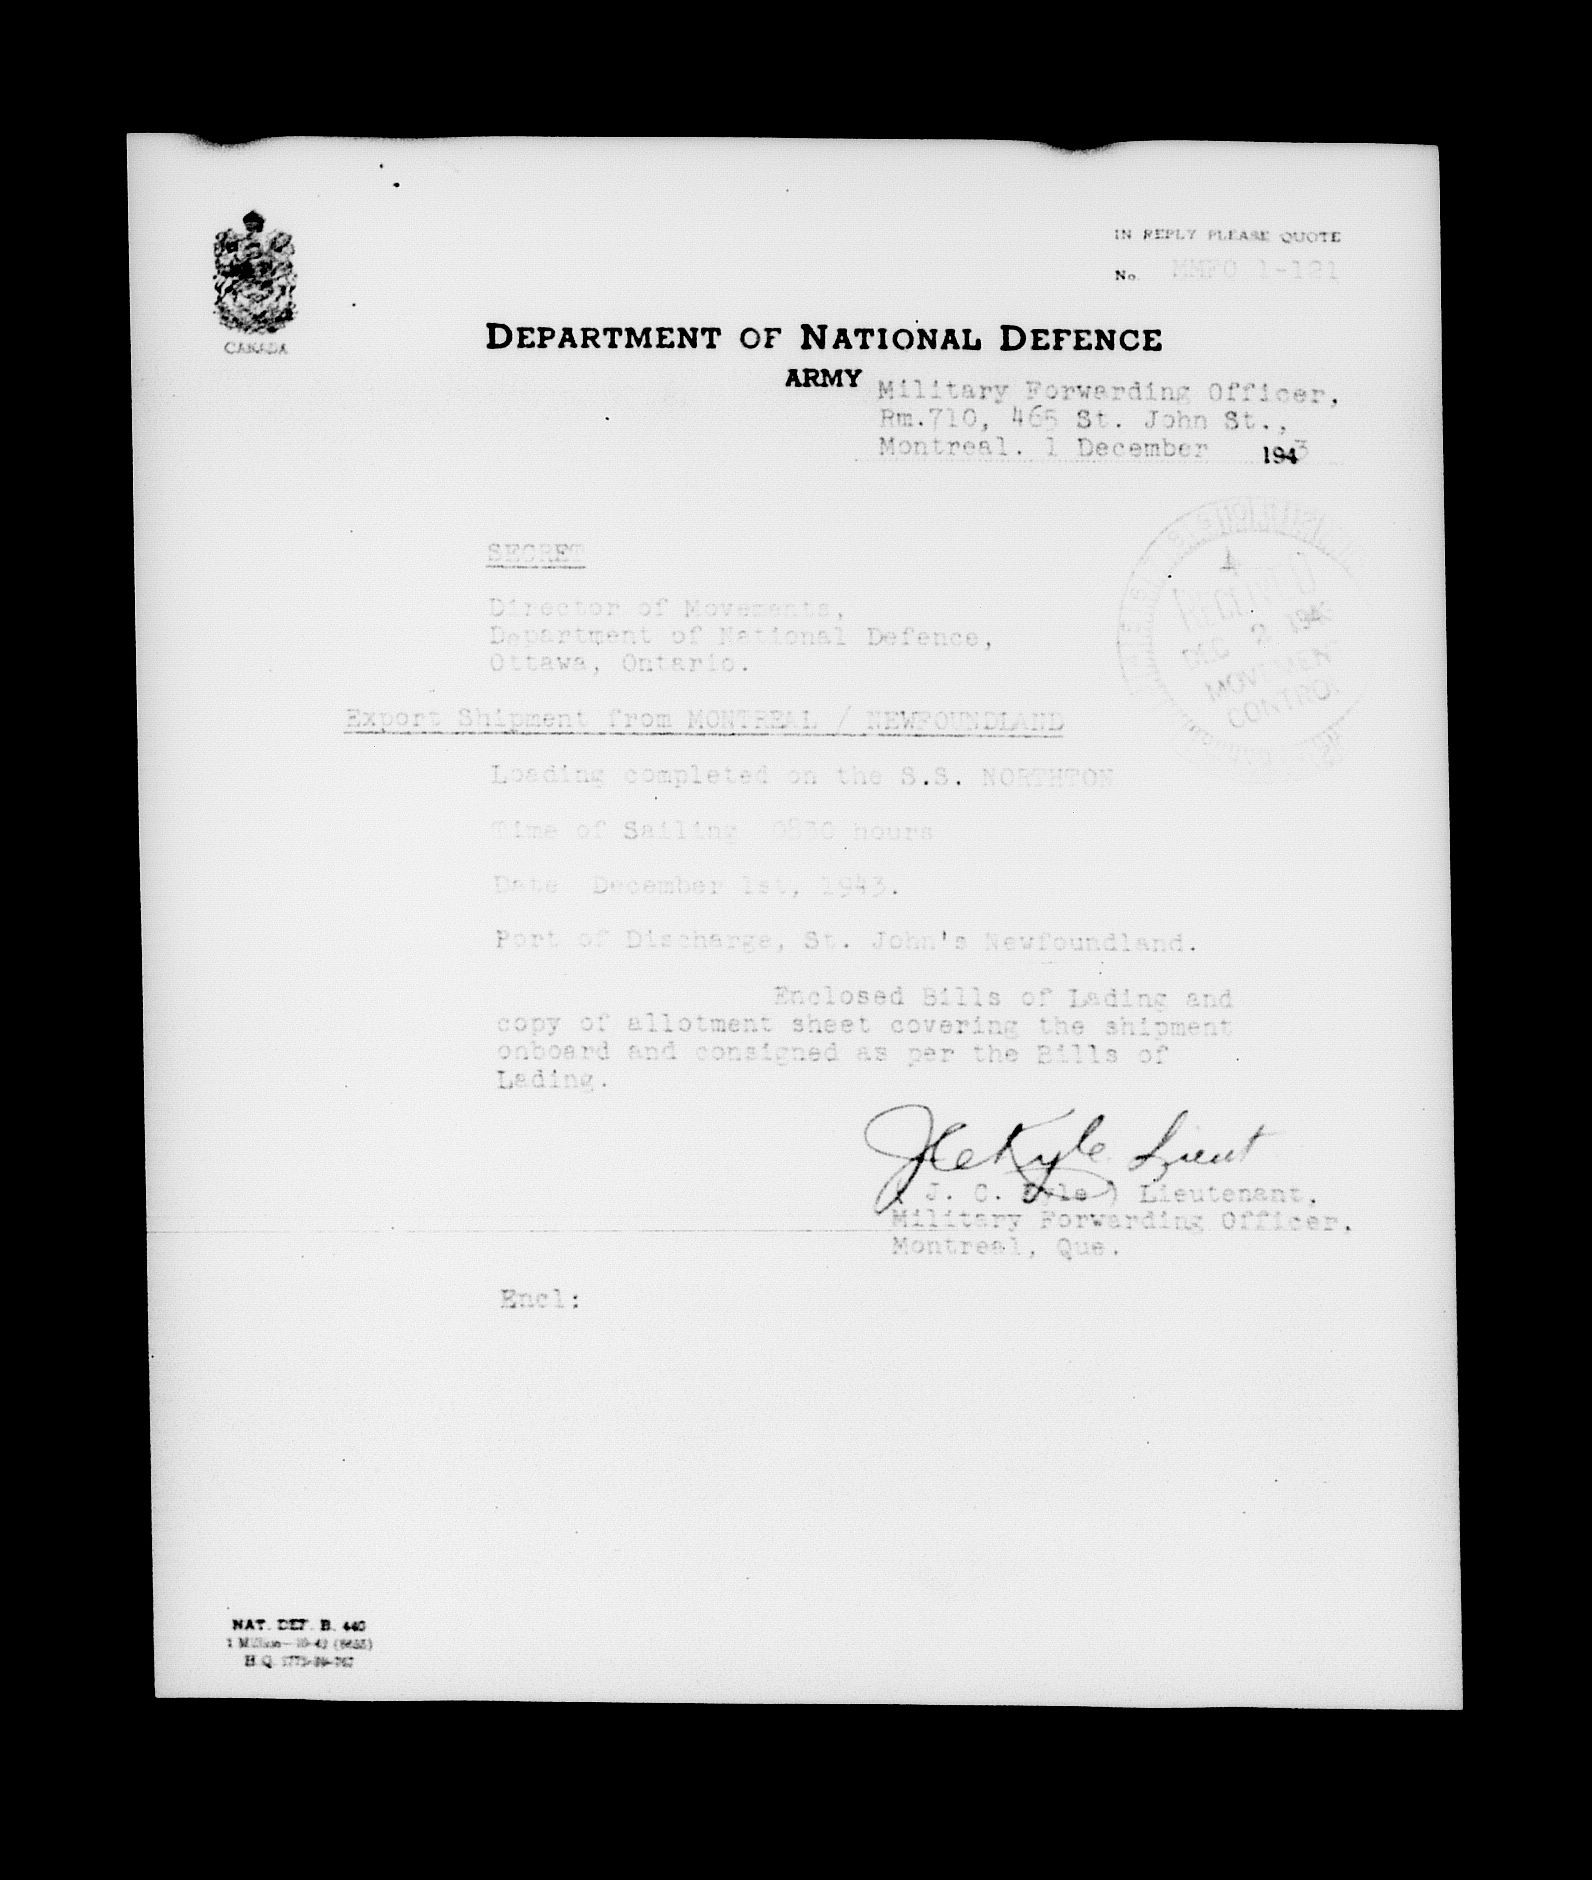 CANADA
IN REPLY PLEASE QUOTE
No. MMFO 1-121
DEPARTMENT OF NATIONAL DEFENCE
ARMY
Military Forwarding Officer,
Rm.710, 465 St. John St.,
Montreal. 1 December 1943
SECRET
DEC 2 194
MOVEMENT
CONTROL
Director of Movements,
Department of National Defence,
Ottawa, Ontario.
Export Shipment from MONTREAL / NEWFOUNDLAND
Loading completed on the S.S. NORTHTON
Time of Sailing 0830 hours
Date December 1st, 1943.
Port of Discharge, St. John's Newfoundland.
Enclosed Bills of Lading and
copy of allotment sheet covering the shipment
onboard and consigned as per the Bills of
Lading.
J C Kyle Lieut
( J. C. Kyle ) Lieutenant,
Military Forwarding Officer,
Montreal, Que.
Encl:
NAT. DEF. B. 440
1 Million
H.Q.